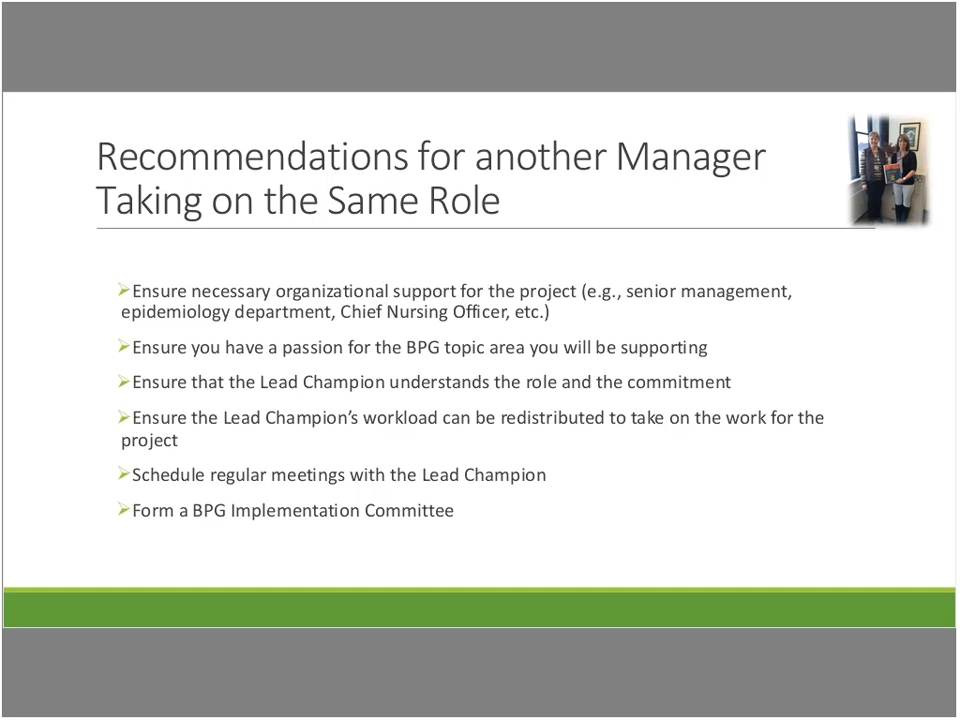 Recommendations for another Manager
Taking on the Same Role
Ensure necessary organizational support for the project (e.g., senior management,
epidemiology department, Chief Nursing Officer, etc.)
Ensure you have a passion for the BPG topic area you will be supporting
Ensure that the Lead Champion understands the role and the commitment
Ensure the Lead Champion’s workload can be redistributed to take on the work for the
project
Schedule regular meetings with the Lead Champion
Form a BPG Implementation Committee